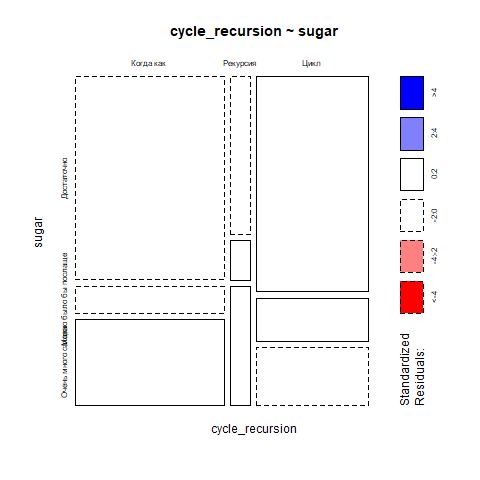 cycle_recursion ~ sugar
Когда как
Рекурсия
Цикл
sugar
Достаточно
Можно было бы послаще
Очень много сахара
cycle_recursion
Standardized
Residuals:
<-4
-4:-2
-2:0
0:2
2:4
>4